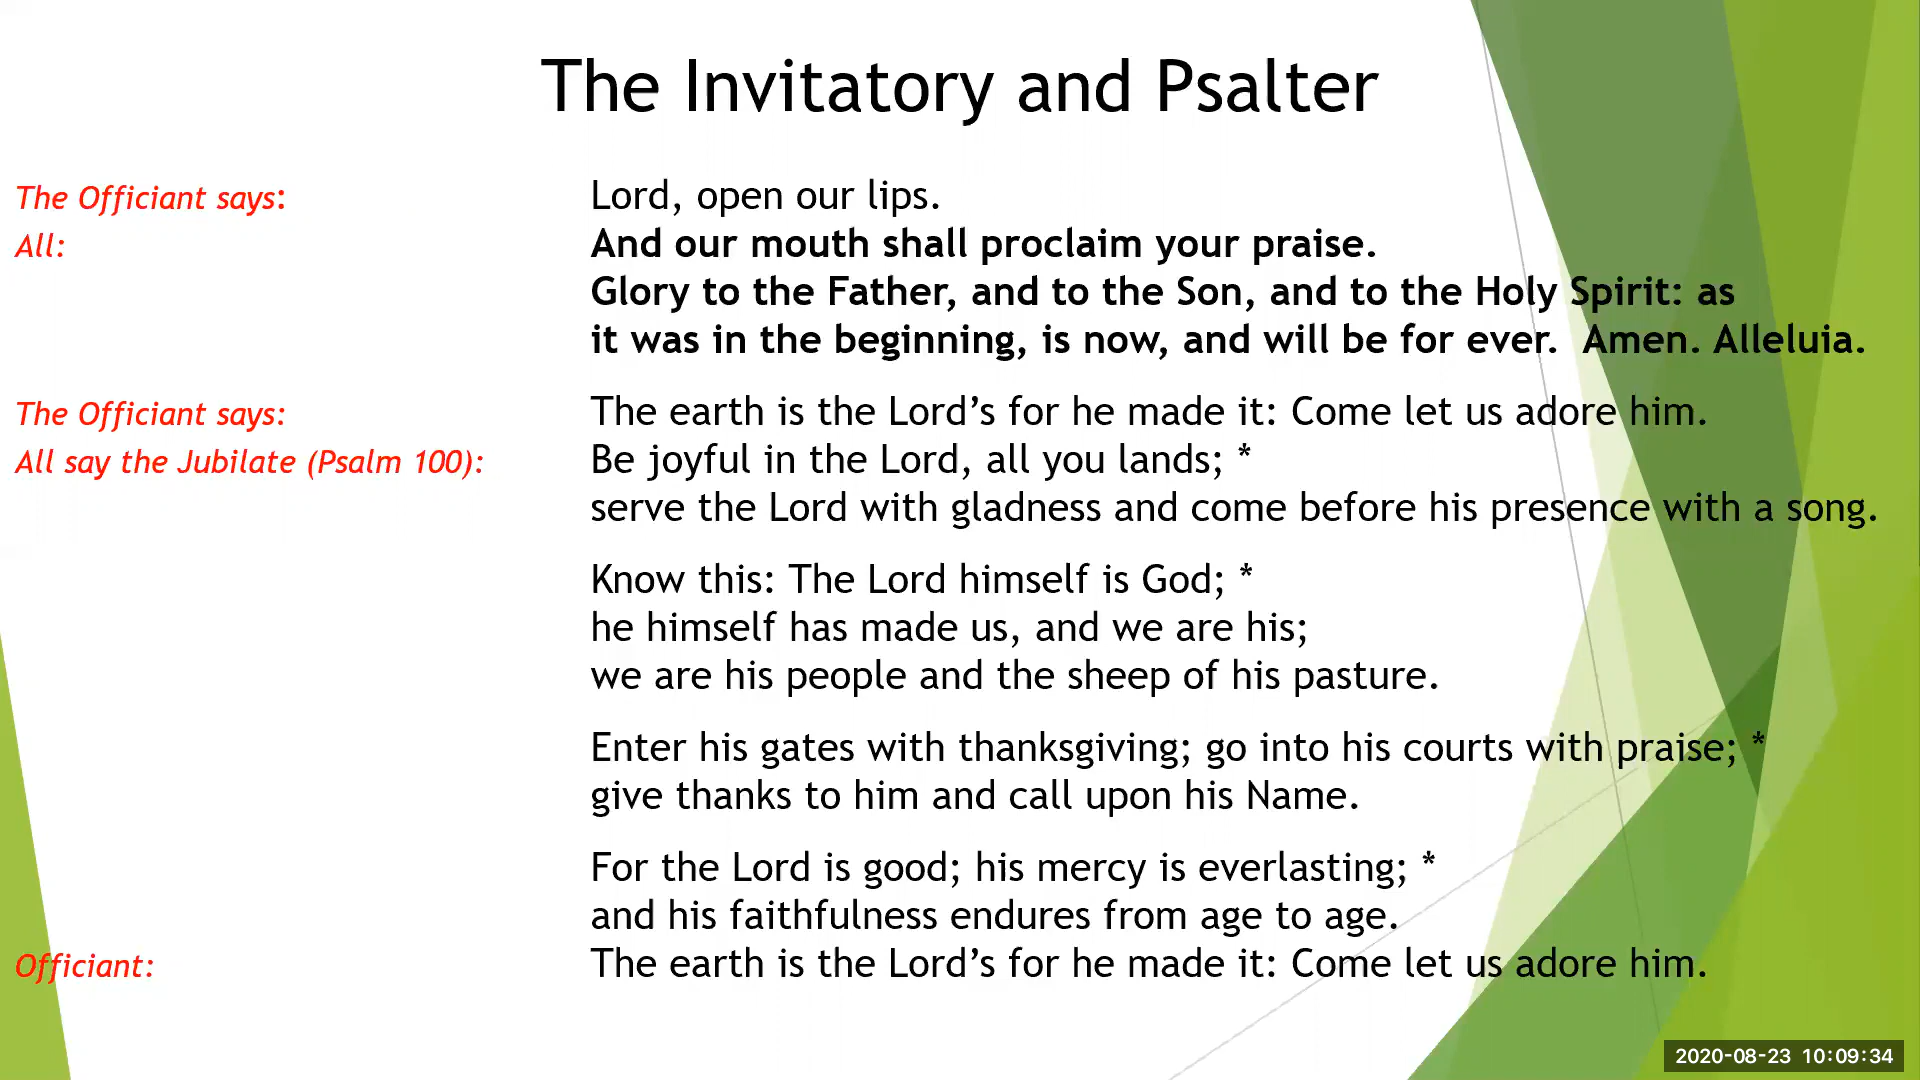 The Invitatory and Psalter
The Officiant says: Lord, open our lips.
All: And our mouth shall proclaim your praise.
Glory to the Father, and to the Son, and to the Holy Spirit: as
it was in the beginning, is now, and will be for ever. Amen. Alleluia.
The Officiant says: The earth is the Lord’s for he made it: Come let us adore him.
All say the Jubilate (Psalm 100): Be joyful in the Lord, all you lands; *
serve the Lord with gladness and come before his presence with a song.
Know this: The Lord himself is God; *
he himself has made us, and we are his;
we are his people and the sheep of his pasture.
Enter his gates with thanksgiving; go into his courts with praise; *
give thanks to him and call upon his Name.
For the Lord is good; his mercy is everlasting; *
and his faithfulness endures from age to age.
Officiant: The earth is the Lord’s for he made it: Come let us adore him.
2020-08-23 10:09:34